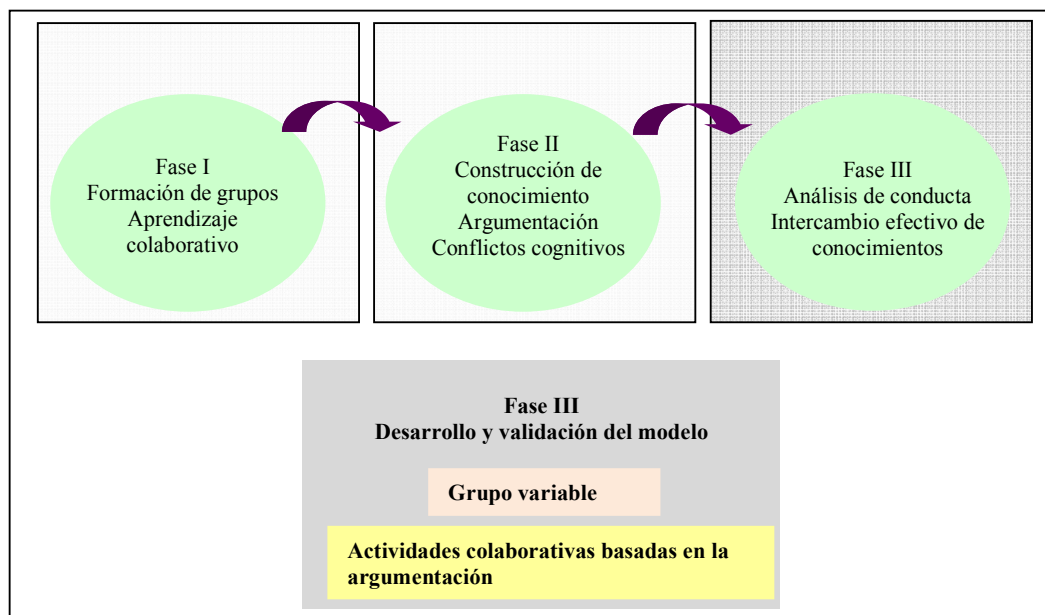 Fase I
Formación de grupos
Aprendizaje
colaborativo
Fase II
Construcción de
conocimiento
Argumentación
Conflictos cognitivos
Fase III
Análisis de conducta
Intercambio efectivo de
conocimientos
Fase III
Desarrollo y validación del modelo
Grupo variable
Actividades colaborativas basadas en la
argumentación